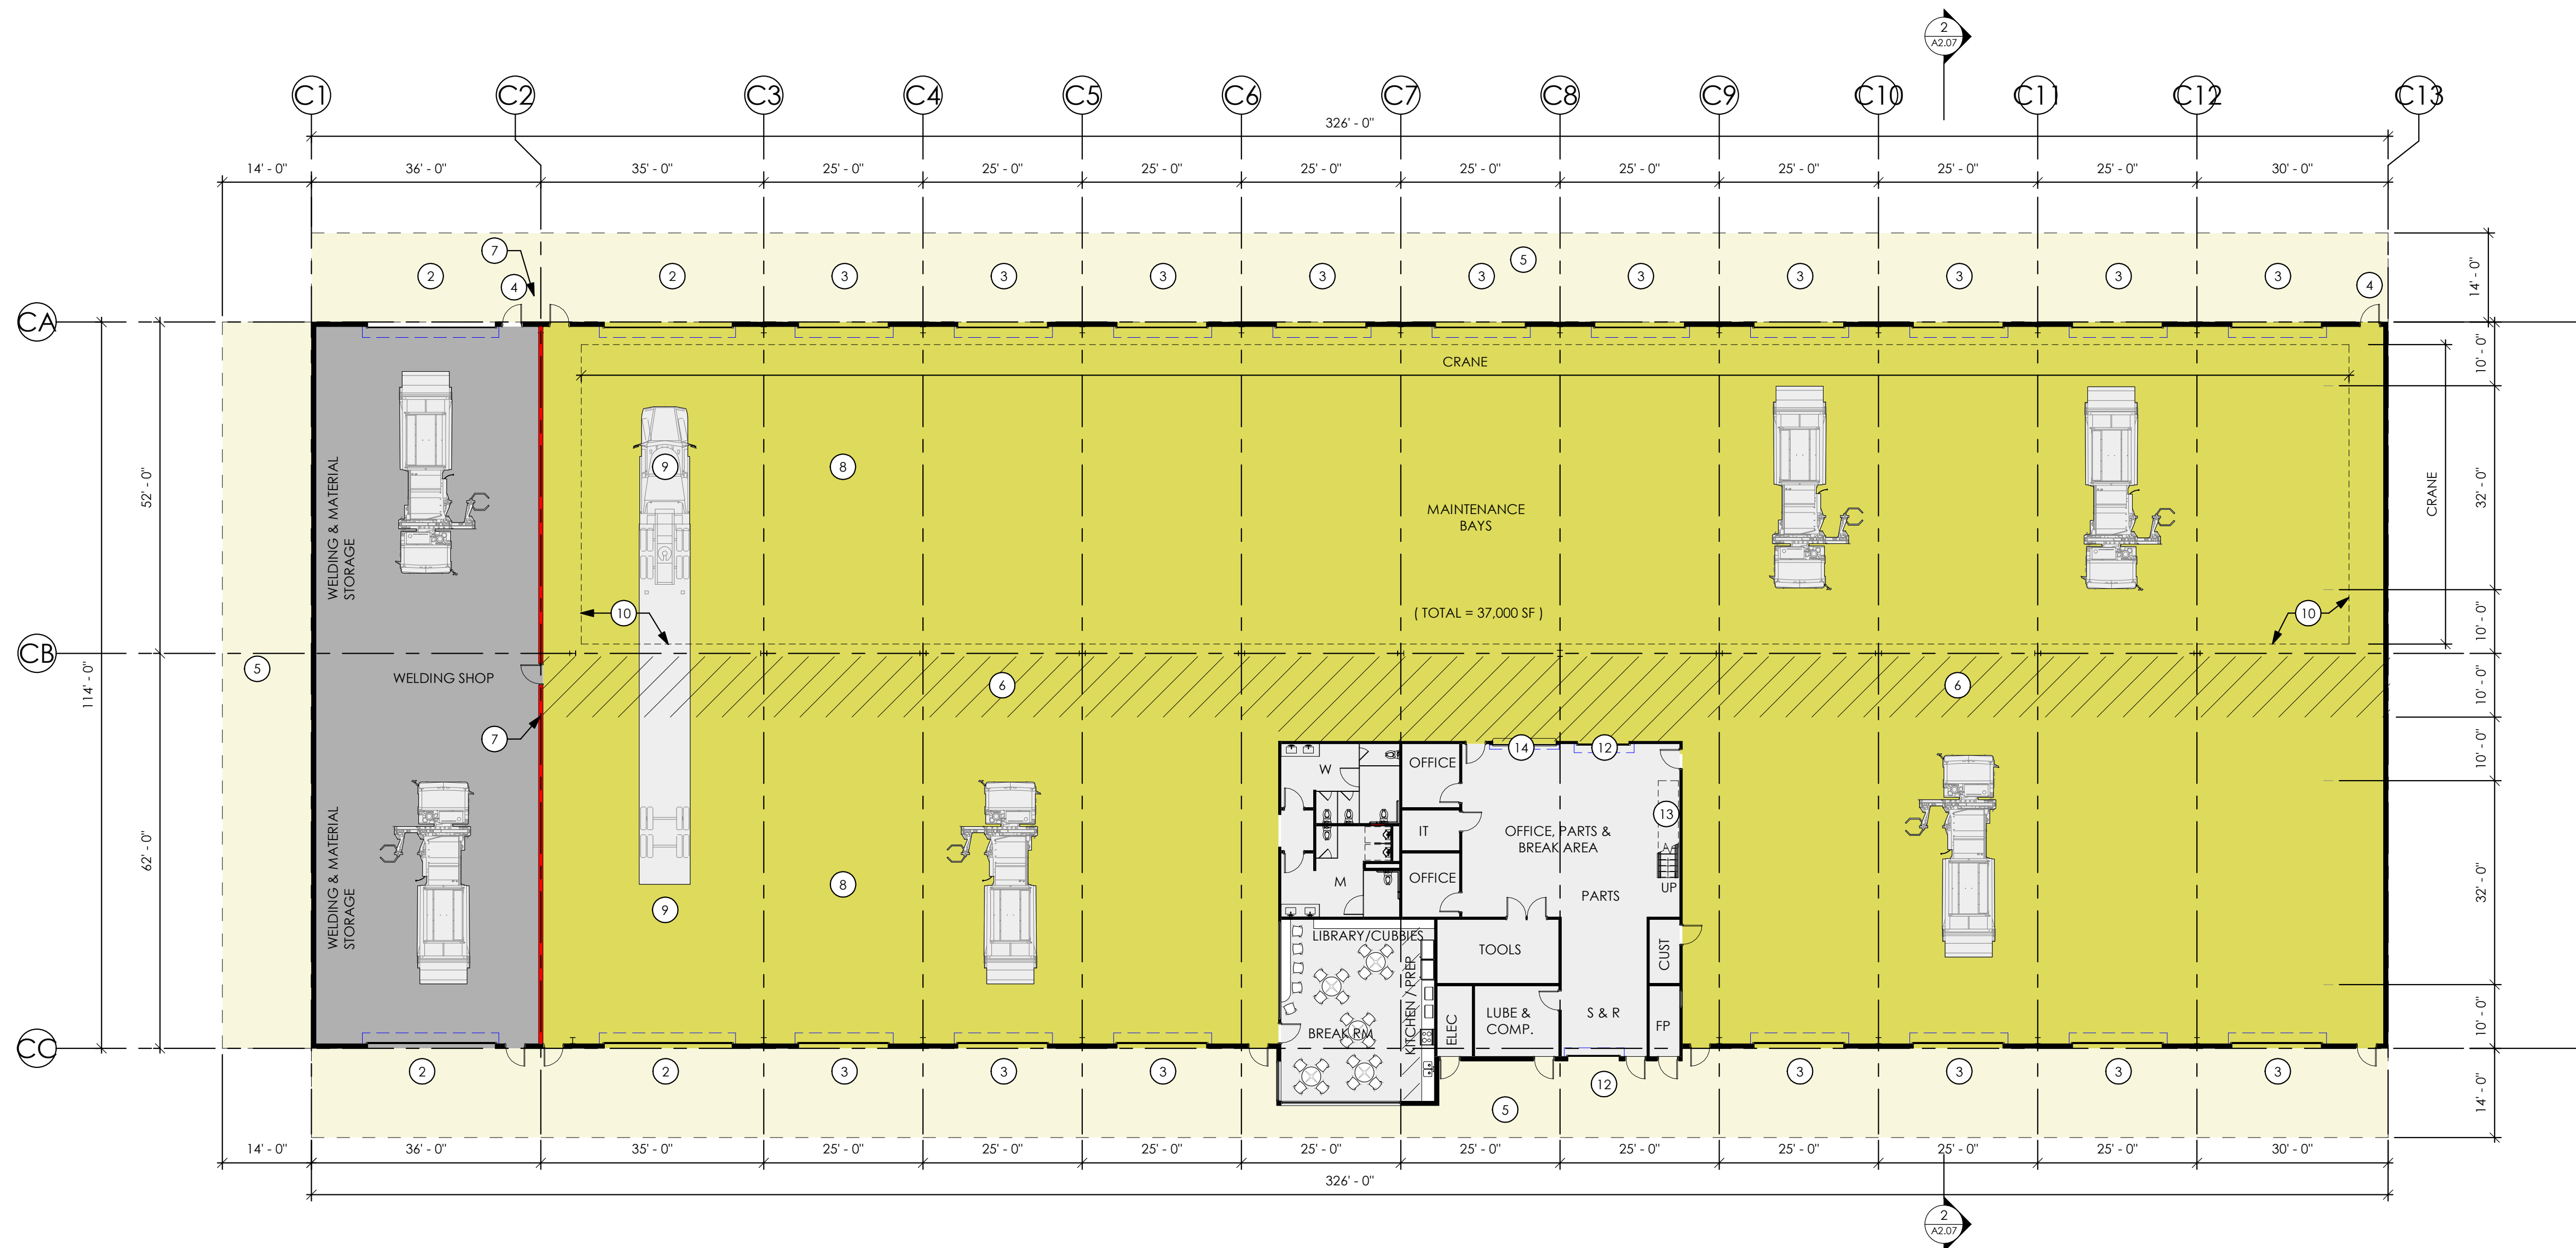 2
A2.07
C1
C2
C3
C4
C5
C6
C7
C8
C9
C10
C11
C12
C13
326' - 0"
14' - 0"
36' - 0"
35' - 0"
25' - 0"
25' - 0"
25' - 0"
25' - 0"
25' - 0"
25' - 0"
25' - 0"
25' - 0"
25' - 0"
30' - 0"
7
2
4
2
3
3
3
3
3
5
3
3
3
3
3
4
14' - 0"
CA
CRANE
10' - 0"
52' - 0"
WELDING & MATERIAL
STORAGE
9
8
MAINTENANCE
BAYS
CRANE
32' - 0"
10
( TOTAL = 37,000 SF )
10
10' - 0"
CB
114' - 0"
5
WELDING SHOP
6
6
10' - 0"
7
14
12
10' - 0"
W
OFFICE
62' - 0"
WELDING & MATERIAL
STORAGE
IT
OFFICE, PARTS &
BREAK AREA
13
8
9
M
OFFICE
PARTS
UP
32' - 0"
LIBRARY/CUBBIES
TOOLS
CUST
KITCHEN / PREP
BREAK RM
ELEC
LUBE &
COMP.
S & R
FP
10' - 0"
CC
2
2
3
3
3
12
3
3
3
3
5
14' - 0"
14' - 0"
36' - 0"
35' - 0"
25' - 0"
25' - 0"
25' - 0"
25' - 0"
25' - 0"
25' - 0"
25' - 0"
25' - 0"
25' - 0"
30' - 0"
326' - 0"
2
A2.07